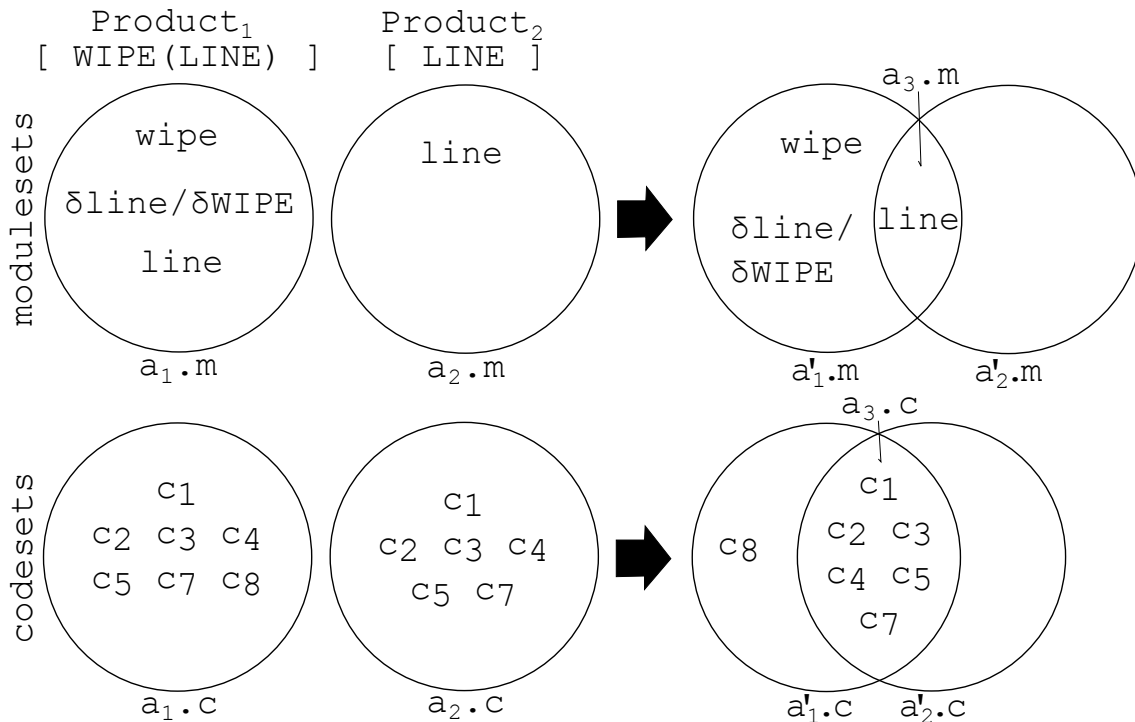 Product₁ Product₂
[ WIPE(LINE) ] [ LINE ]
modulesets
wipe
δline/δWIPE
line
a₁.m
line
a₂.m
a₃.m
wipe
δline/
δWIPE
line
a'₁.m a'₂.m
codesets
c1
c2 c3 c4
c5 c7 c8
a₁.c
c1
c2 c3 c4
c5 c7
a₂.c
a₃.c
c8
c1
c2 c3
c4 c5
c7
a'₁.c a'₂.c